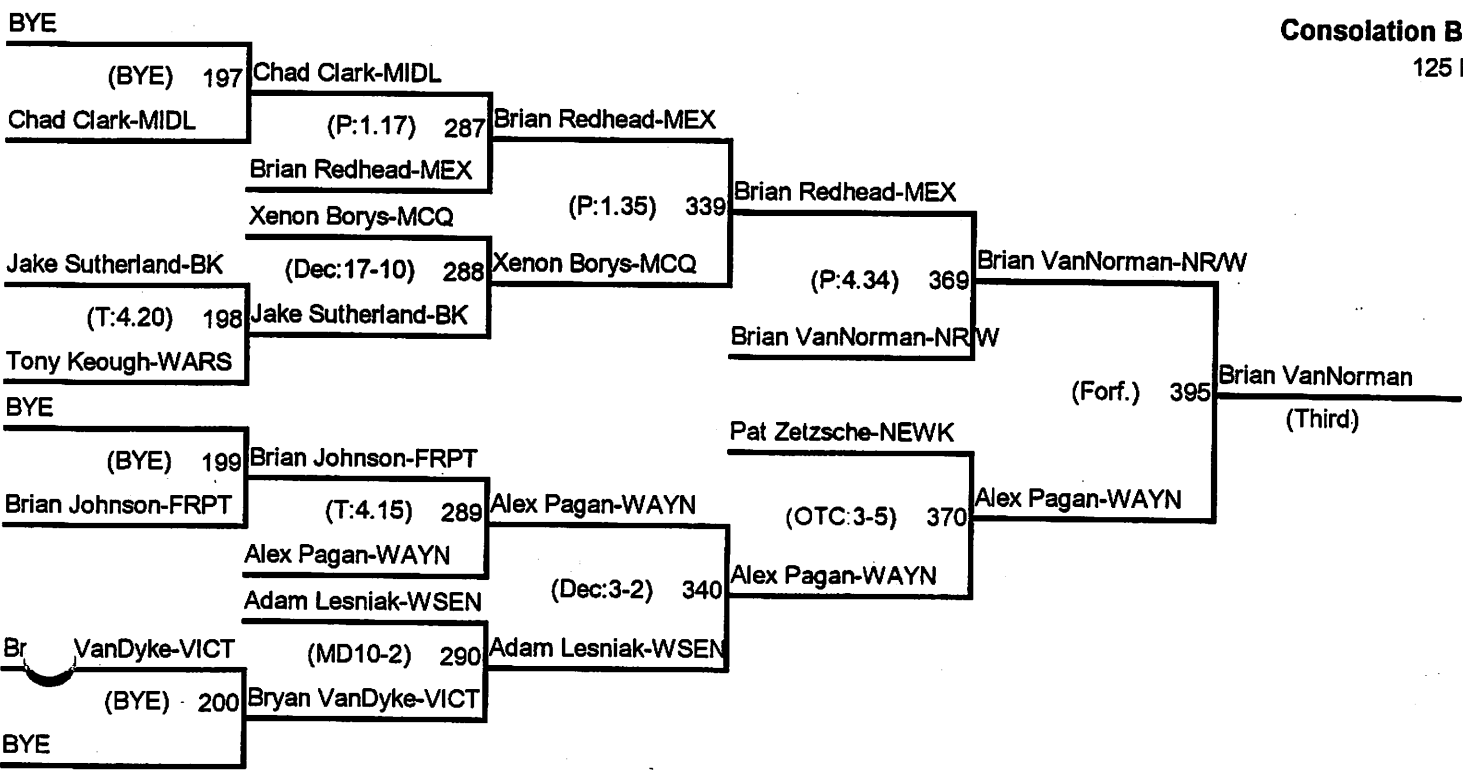 BYE
Consolation B
125
(BYE) 197
Chad Clark-MIDL
Chad Clark-MIDL
(P:1.17) 287
Brian Redhead-MEX
Brian Redhead-MEX
(P:1.35) 339
Brian Redhead-MEX
Xenon Borys-MCQ
Jake Sutherland-BK
(Dec:17-10) 288
Xenon Borys-MCQ
(T:4.20) 198
Jake Sutherland-BK
Tony Keough-WARS
(P:4.34) 369
Brian VanNorman-NR/W
Brian VanNorman-NR/W
BYE
(Forf.) 395
Brian VanNorman
(Third)
(BYE) 199
Brian Johnson-FRPT
Brian Johnson-FRPT
(T:4.15) 289
Alex Pagan-WAYN
Alex Pagan-WAYN
Pat Zetzsche-NEWK
(OTC:3-5) 370
Alex Pagan-WAYN
(Dec:3-2) 340
Alex Pagan-WAYN
Adam Lesniak-WSEN
Br VanDyke-VICT
(MD10-2) 290
Adam Lesniak-WSEN
(BYE) 200
Bryan VanDyke-VICT
BYE